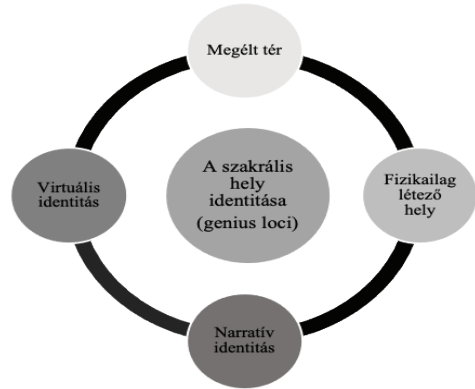 Megélt tér
Virtuális
identitás
A szakrális
hely
identitása
(genius loci)
Fizikailag
létező
hely
Narratív
identitás